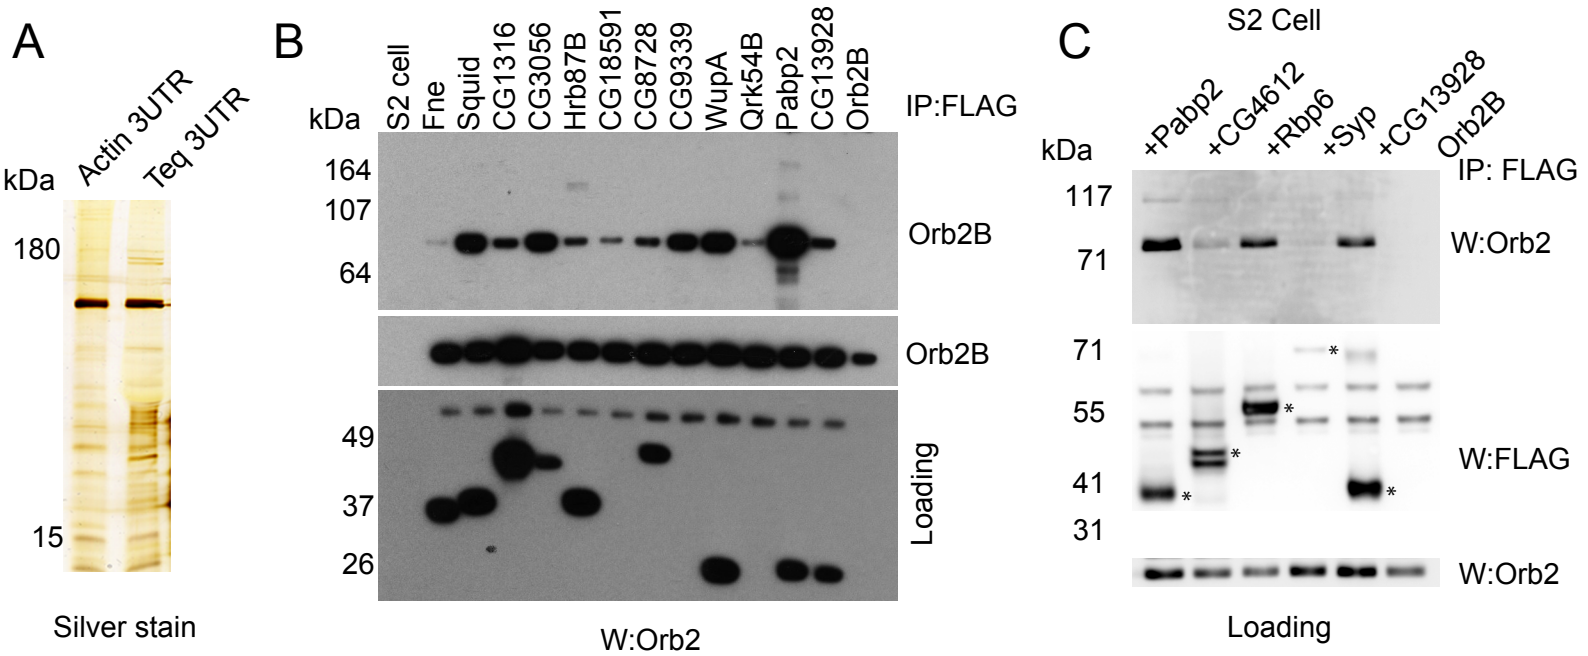 A
Actin 3UTR
Teq 3UTR
kDa
180
15
Silver stain
B
kDa
S2 cell
Fne
Squid
CG1316
CG3056
Hrb87B
CG18591
CG8728
CG9339
WupA
Qrk54B
Pabp2
CG13928
Orb2B
IP:FLAG
164
107
64
Orb2B
Orb2B
49
37
26
Loading
W:Orb2
C
S2 Cell
kDa
+Pabp2
+CG4612
+Rbp6
+Syp
+CG13928
Orb2B
IP: FLAG
117
71
W:Orb2
71
*
55
*
*
W:FLAG
41
*
*
31
W:Orb2
Loading